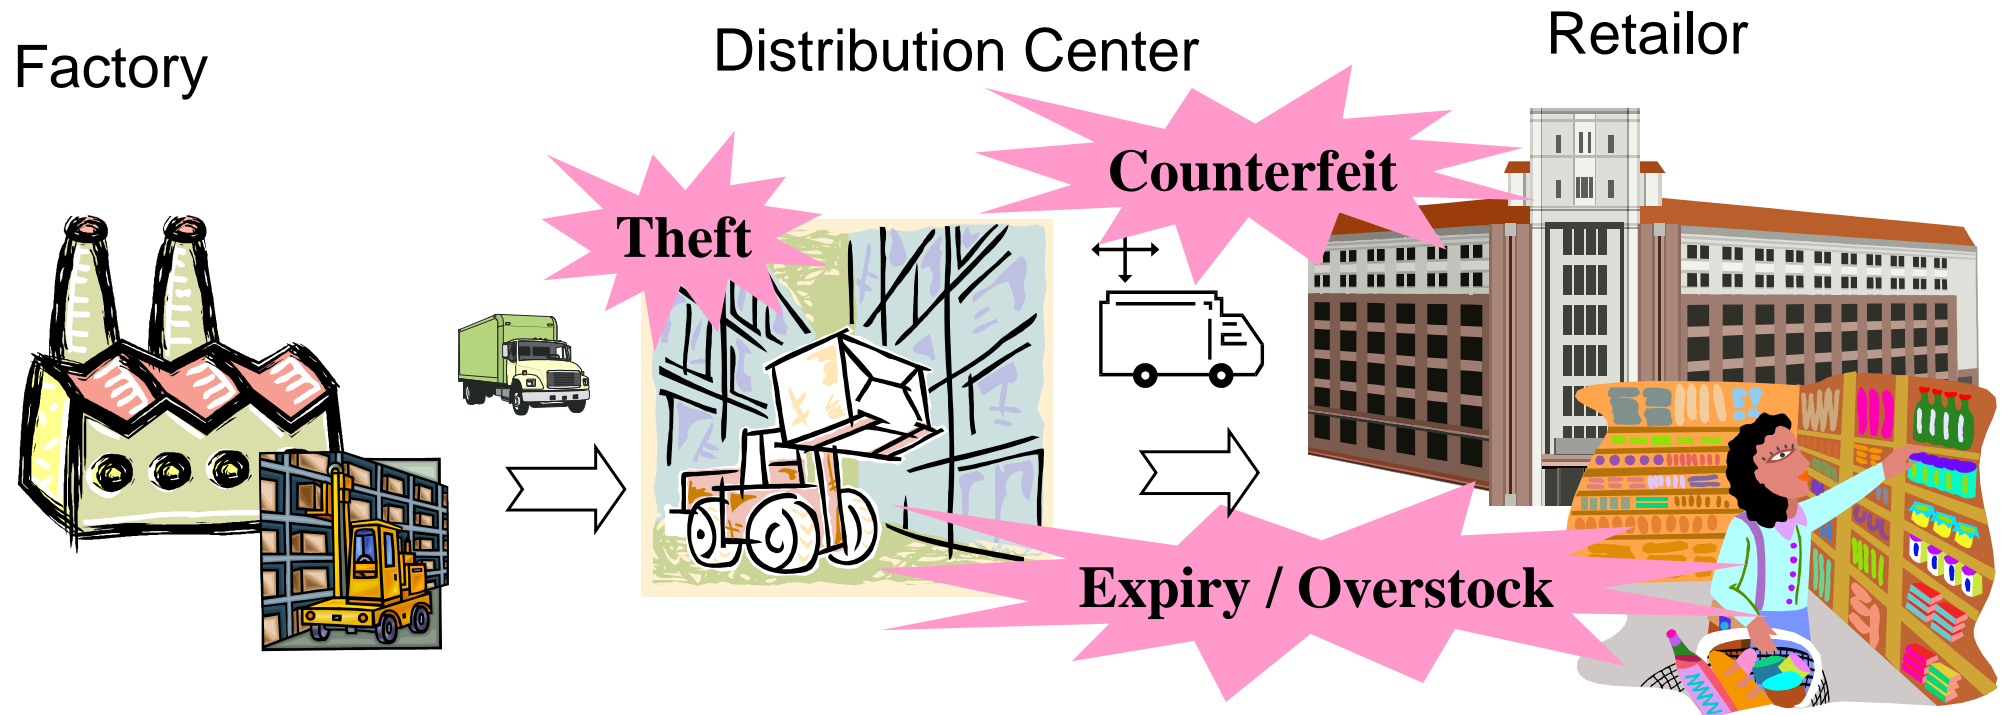 Factory
Distribution Center
Retailor
Theft
Counterfeit
Expiry / Overstock